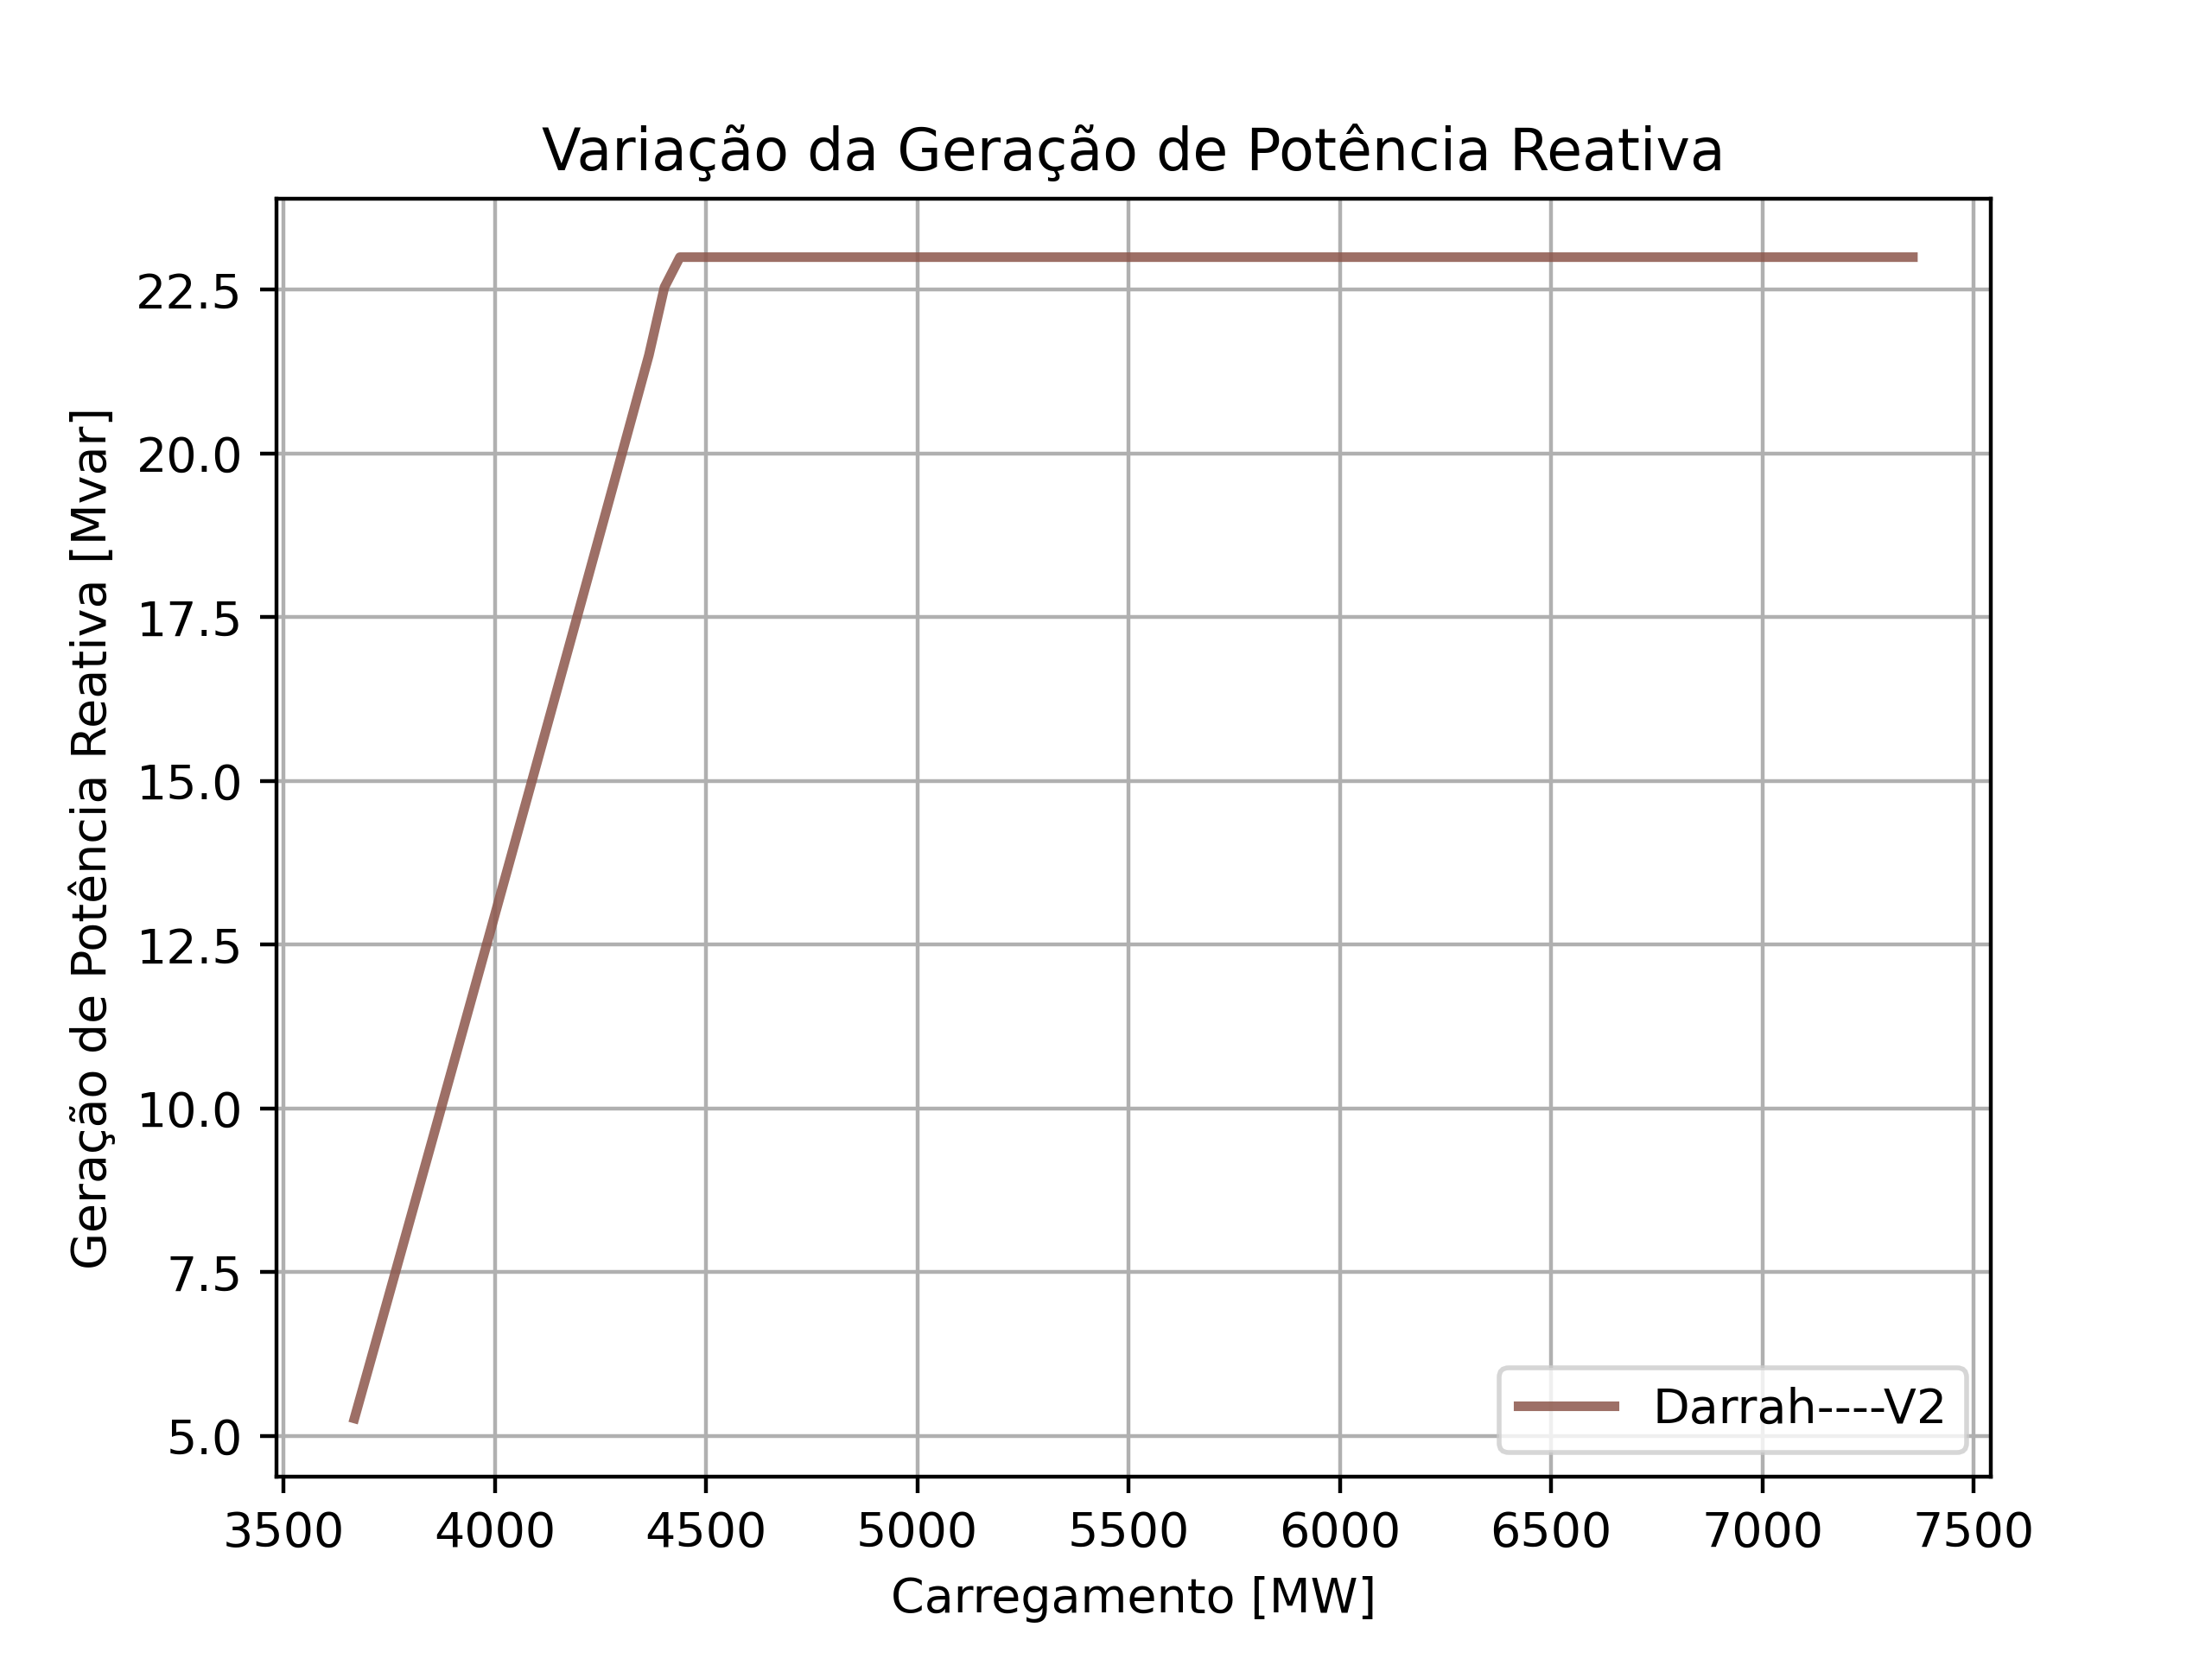 Variação da Geração de Potência Reativa
Geração de Potência Reativa [Mvar]
22.5
20.0
17.5
15.0
12.5
10.0
7.5
5.0
Darrah----V2
3500 4000 4500 5000 5500 6000 6500 7000 7500
Carregamento [MW]